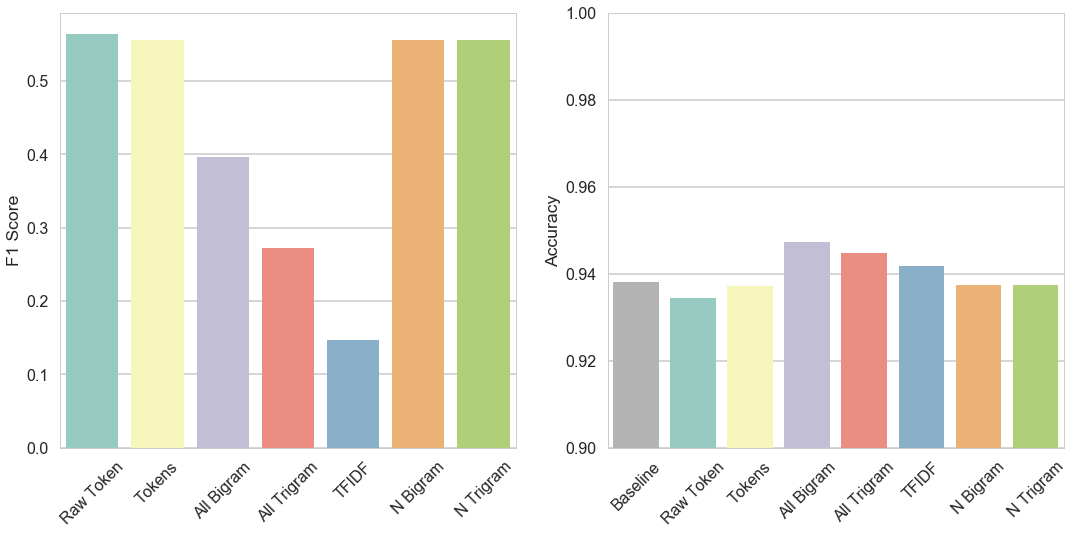 F1 Score
0.5
0.4
0.3
0.2
0.1
0.0
Raw Token
Tokens
All Bigram
All Trigram
TFIDF
N Bigram
N Trigram
Accuracy
1.00
0.98
0.96
0.94
0.92
0.90
Baseline
Raw Token
Tokens
All Bigram
All Trigram
TFIDF
N Bigram
N Trigram